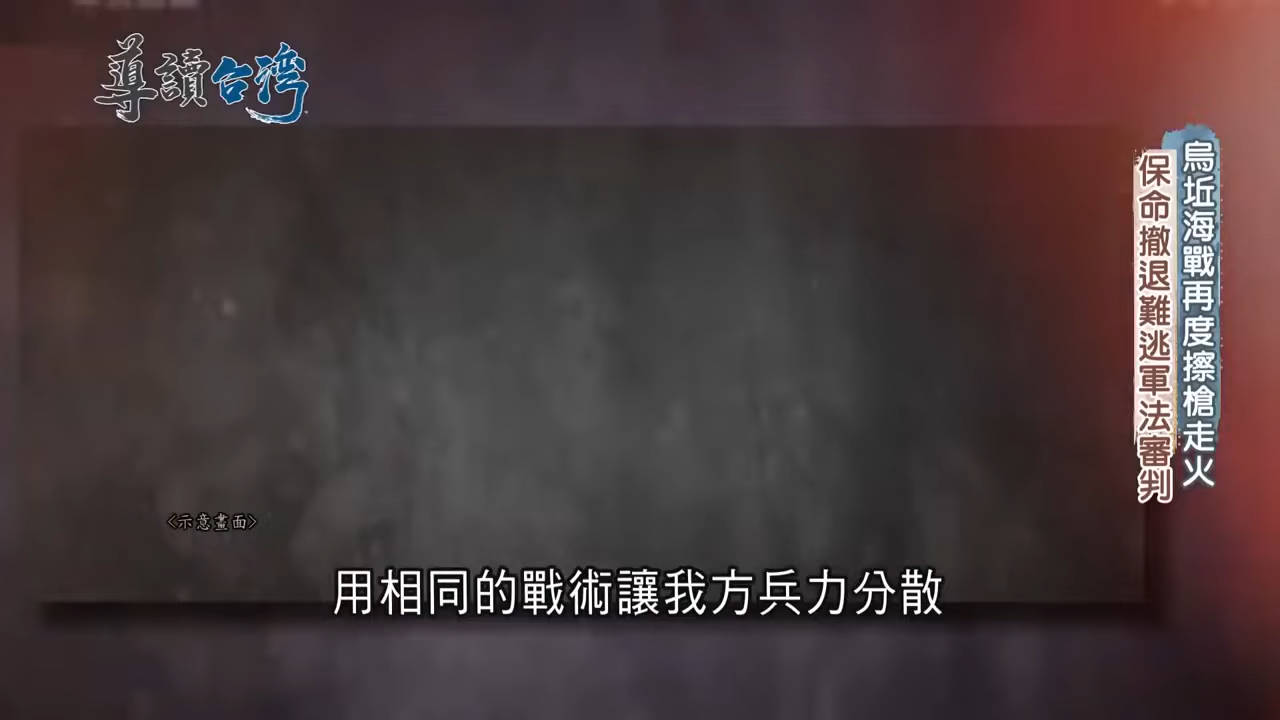 導讀台灣
烏坵海戰再度擦槍走火
保命撤退難逃軍法審判
<示意畫面>
用相同的戰術讓我方兵力分散